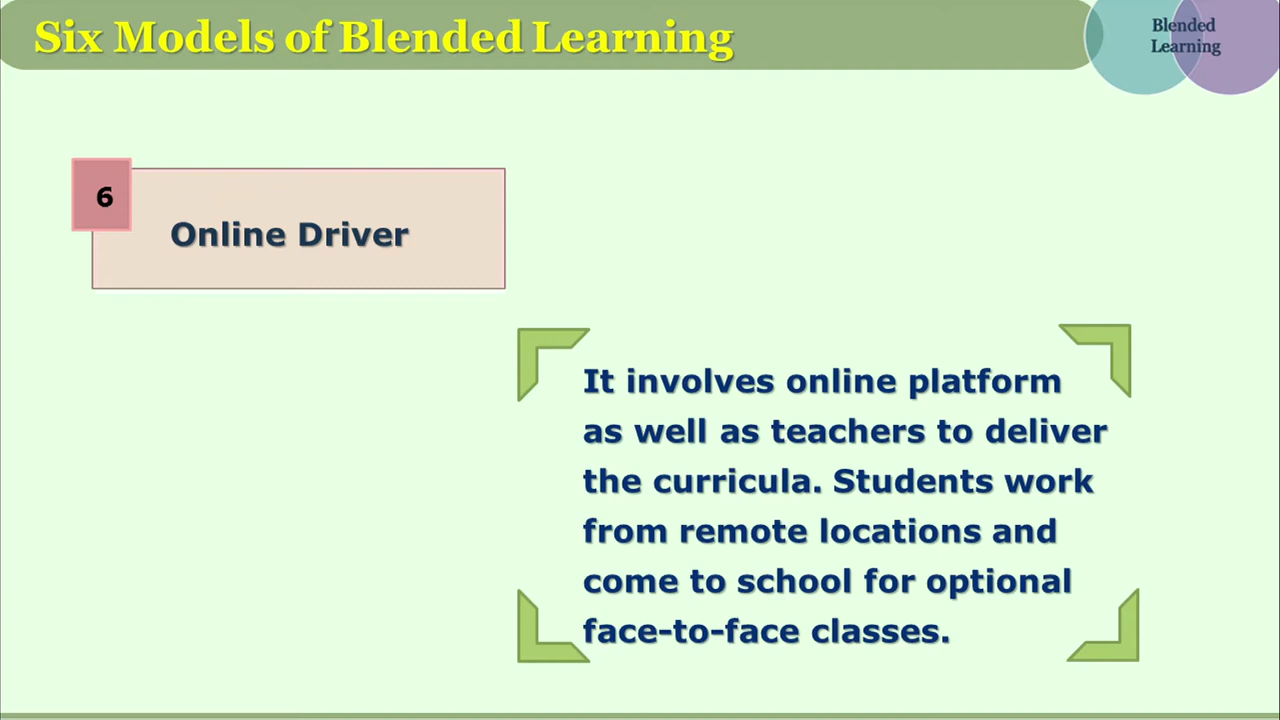 Six Models of Blended Learning
Blended
Learning
6
Online Driver
It involves online platform
as well as teachers to deliver
the curricula. Students work
from remote locations and
come to school for optional
face-to-face classes.